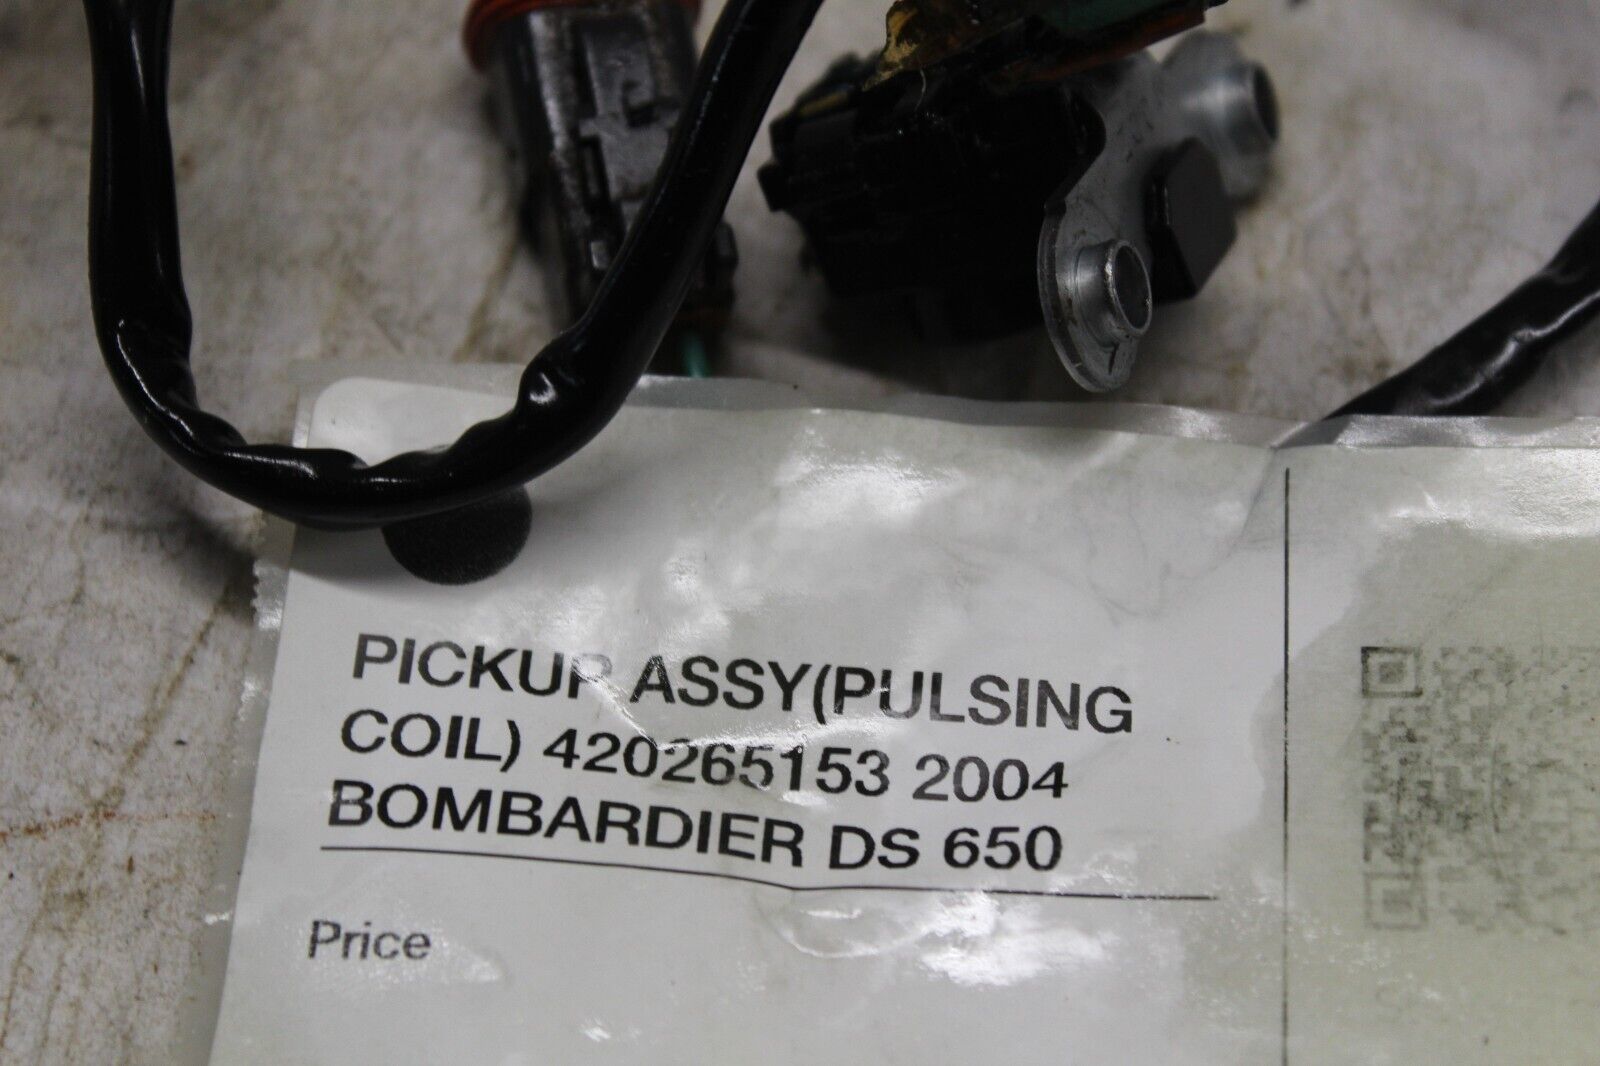 PICKUP ASSY(PULSING
COIL) 420265153 2004
BOMBARDIER DS 650
Price